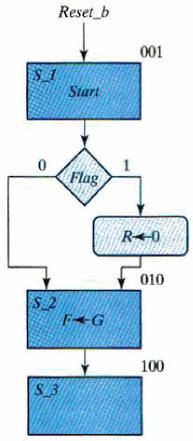 Reset_b
001
S_1
Start
0 Flag 1
R←0
010
S_2
F←G
100
S_3